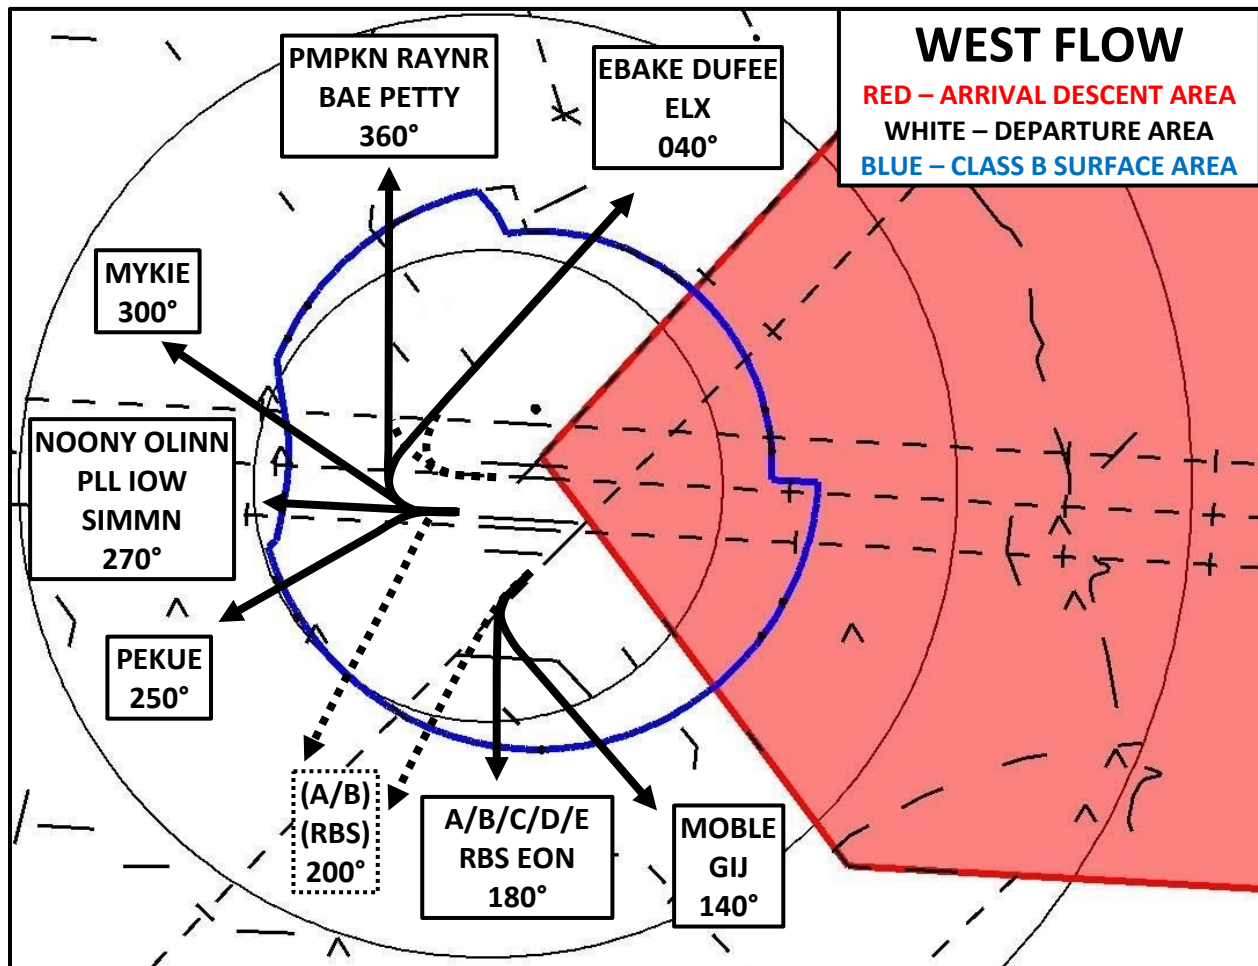 WEST FLOW
RED – ARRIVAL DESCENT AREA
WHITE – DEPARTURE AREA
BLUE – CLASS B SURFACE AREA
PMPKN RAYNR
BAE PETTY
360°
EBAKE DUFEE
ELX
040°
MYKIE
300°
NOONY OLINN
PLL IOW
SIMMN
270°
PEKUE
250°
(A/B)
(RBS)
200°
A/B/C/D/E
RBS EON
180°
MOBLE
GIJ
140°